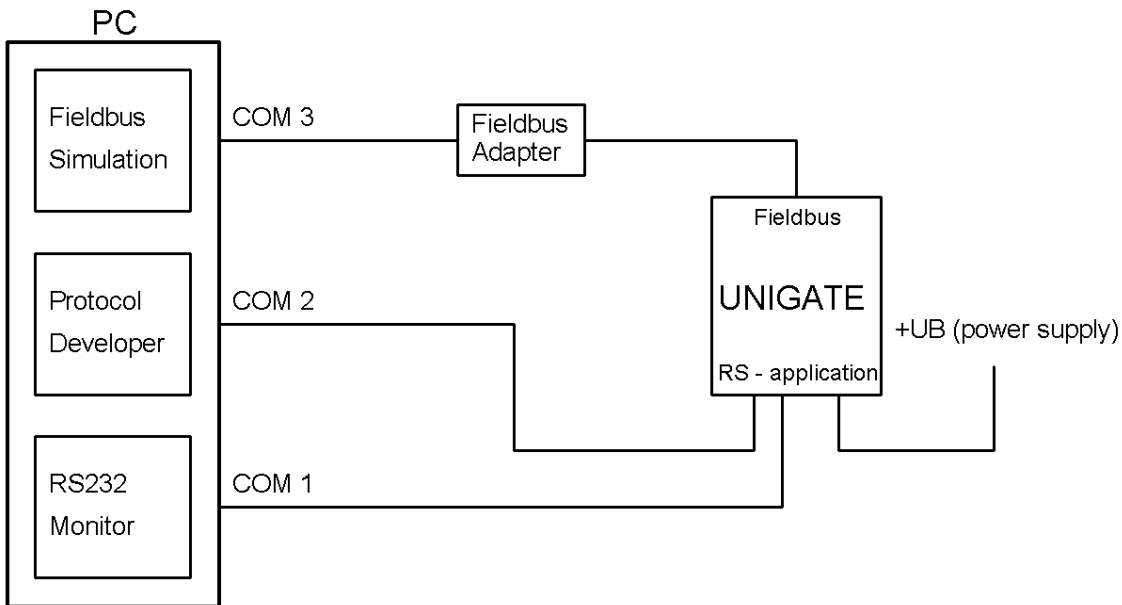 PC
Fieldbus
Simulation
COM 3
Fieldbus
Adapter
Fieldbus
UNIGATE
RS - application
+UB (power supply)
Protocol
Developer
COM 2
RS232
Monitor
COM 1